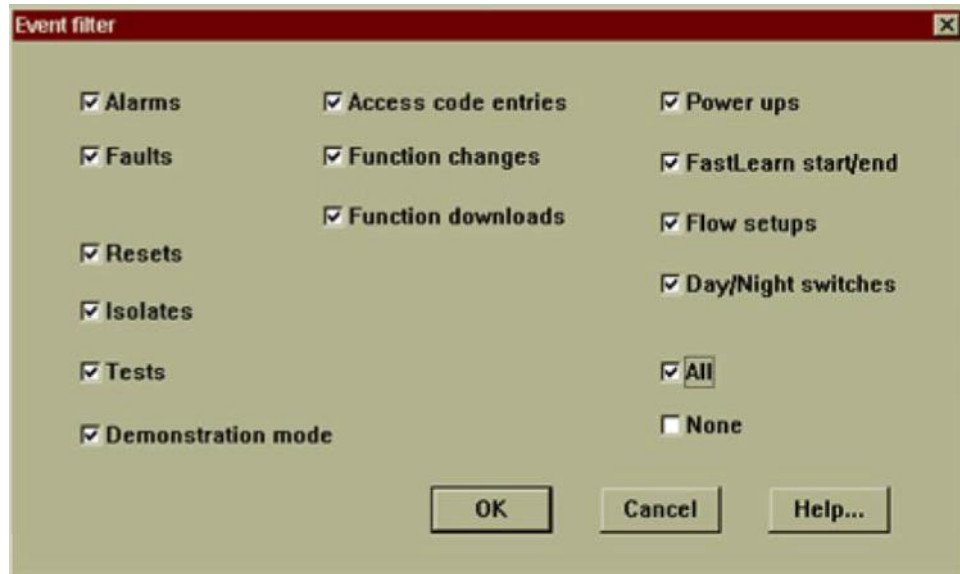 Event filter
Alarms
Faults
Resets
Isolates
Tests
Demonstration mode
Access code entries
Function changes
Function downloads
Power ups
FastLearn start/end
Flow setups
Day/Night switches
All
None
OK
Cancel
Help...